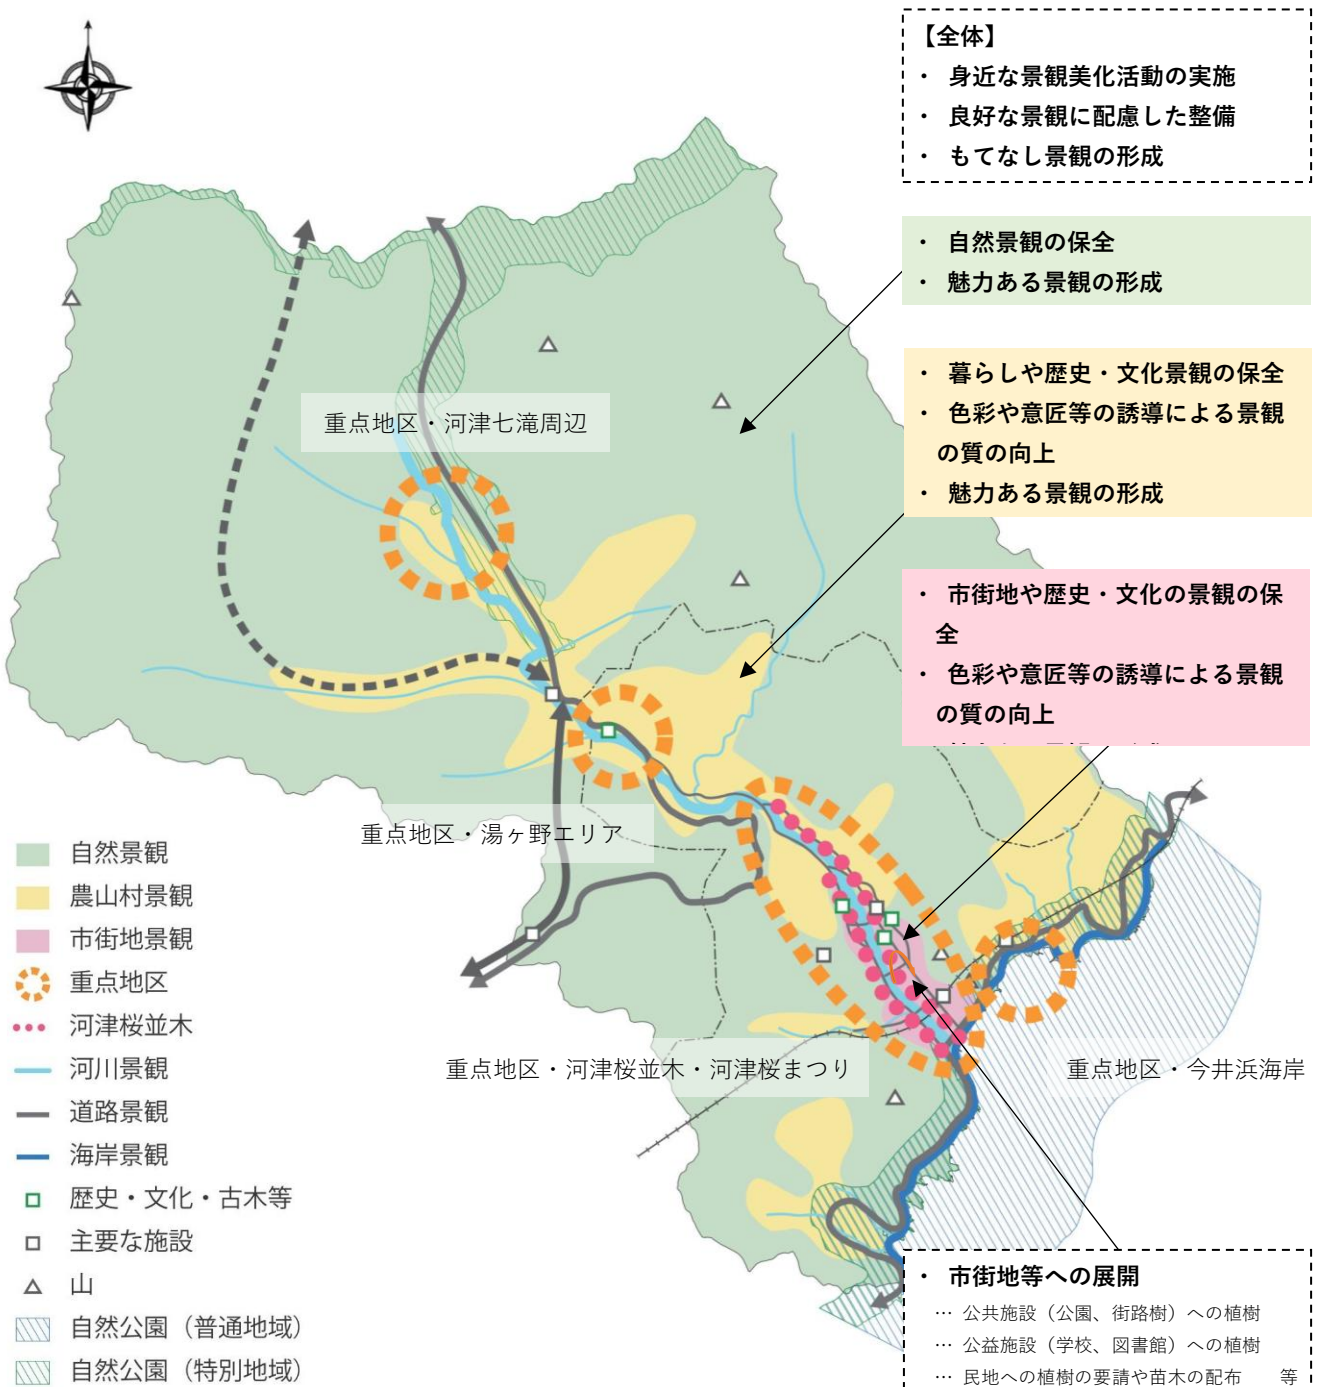 【全体】
・ 身近な景観美化活動の実施
・ 良好な景観に配慮した整備
・ もてなし景観の形成
・ 自然景観の保全
・ 魅力ある景観の形成
・ 暮らしや歴史・文化景観の保全
・ 色彩や意匠等の誘導による景観
の質の向上
・ 魅力ある景観の形成
・ 市街地や歴史・文化の景観の保
全
・ 色彩や意匠等の誘導による景観
の質の向上
重点地区・河津七滝周辺
重点地区・湯ヶ野エリア
重点地区・河津桜並木・河津桜まつり
重点地区・今井浜海岸
自然景観
農山村景観
市街地景観
重点地区
河津桜並木
河川景観
道路景観
海岸景観
歴史・文化・古木等
主要な施設
山
自然公園（普通地域）
自然公園（特別地域）
・ 市街地等への展開
… 公共施設（公園、街路樹）への植樹
… 公益施設（学校、図書館）への植樹
… 民地への植樹の要請や苗木の配布 等